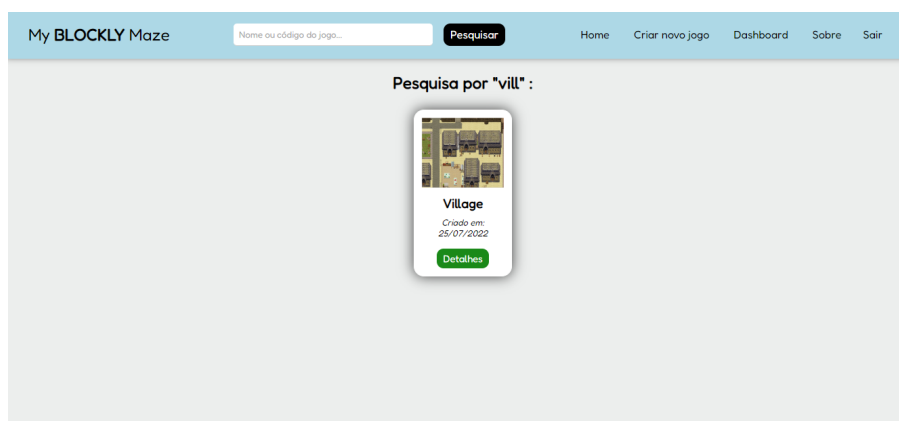 My BLOCKLY Maze
Nome ou código do jogo...
Pesquisar
Home
Criar novo jogo
Dashboard
Sobre
Sair
Pesquisa por "vill" :
Village
Criado em:
25/07/2022
Detalhes